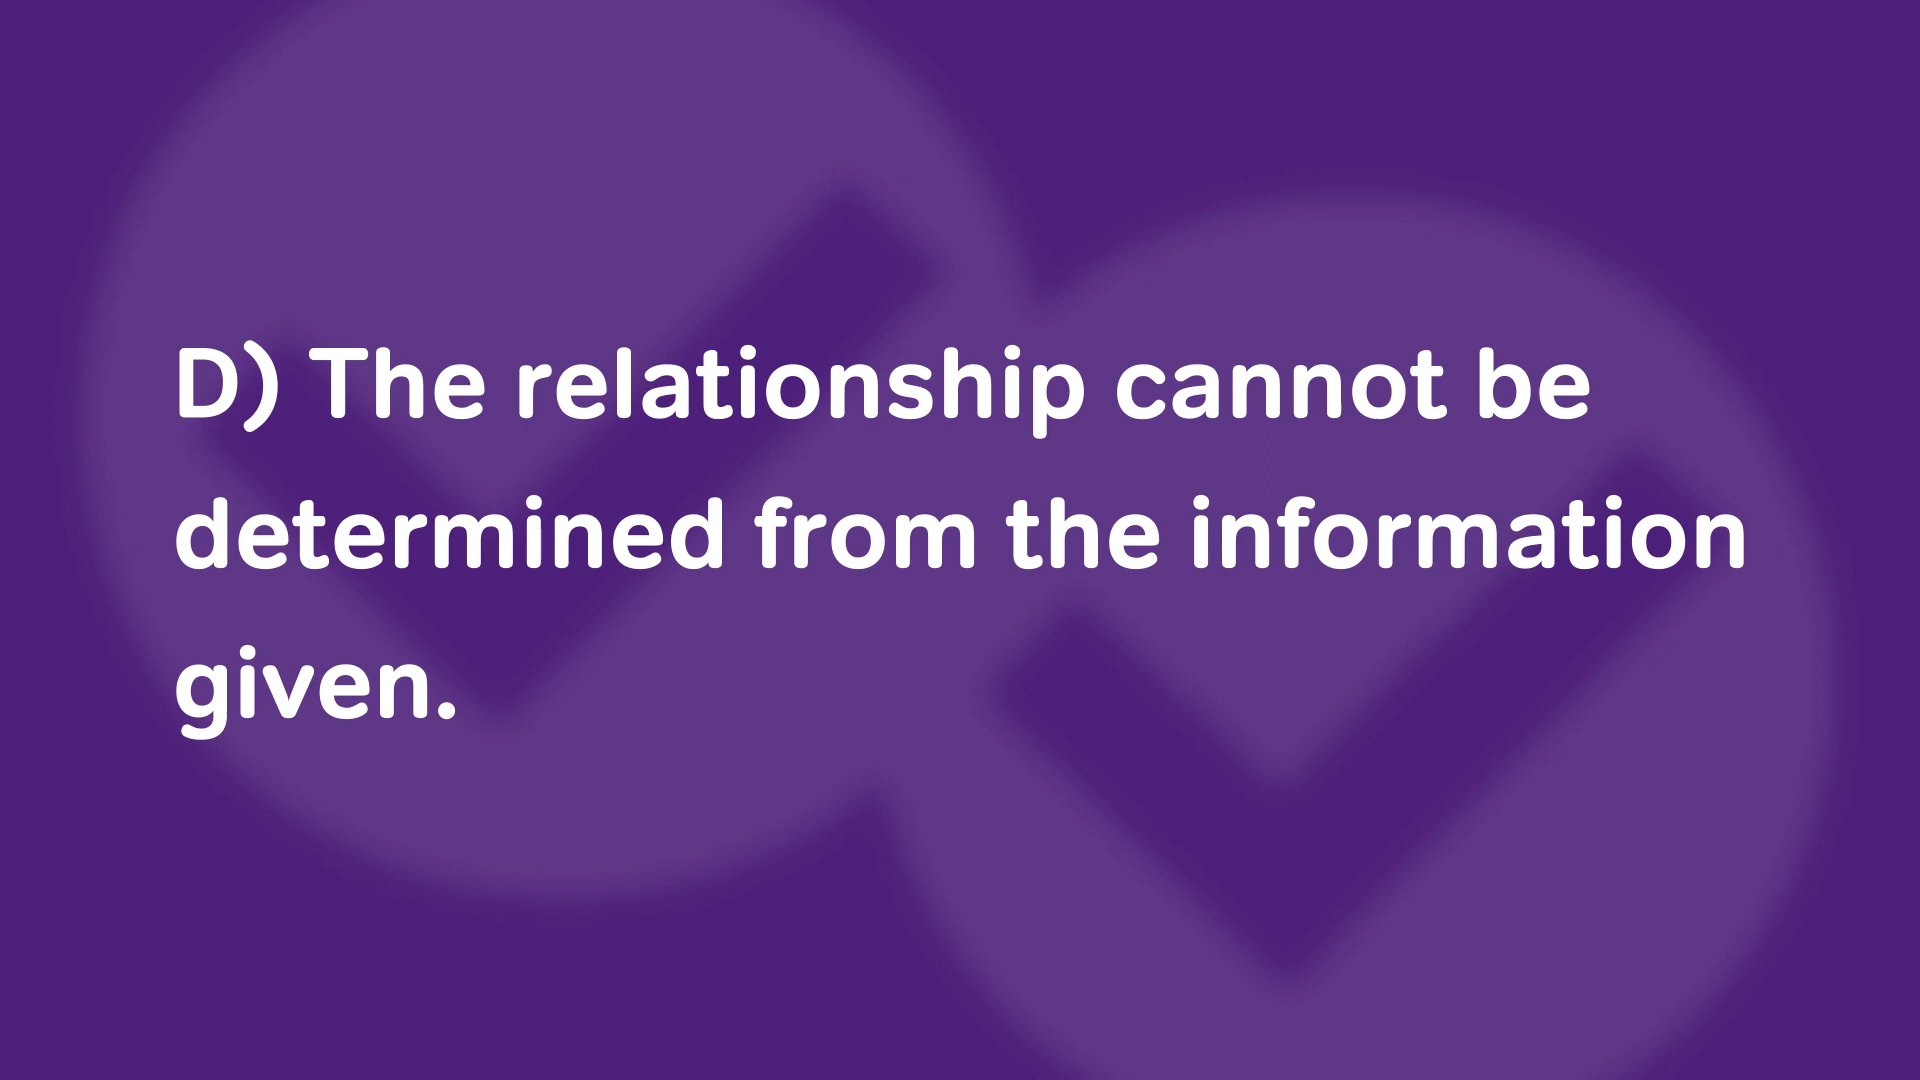 D) The relationship cannot be
determined from the information
given.